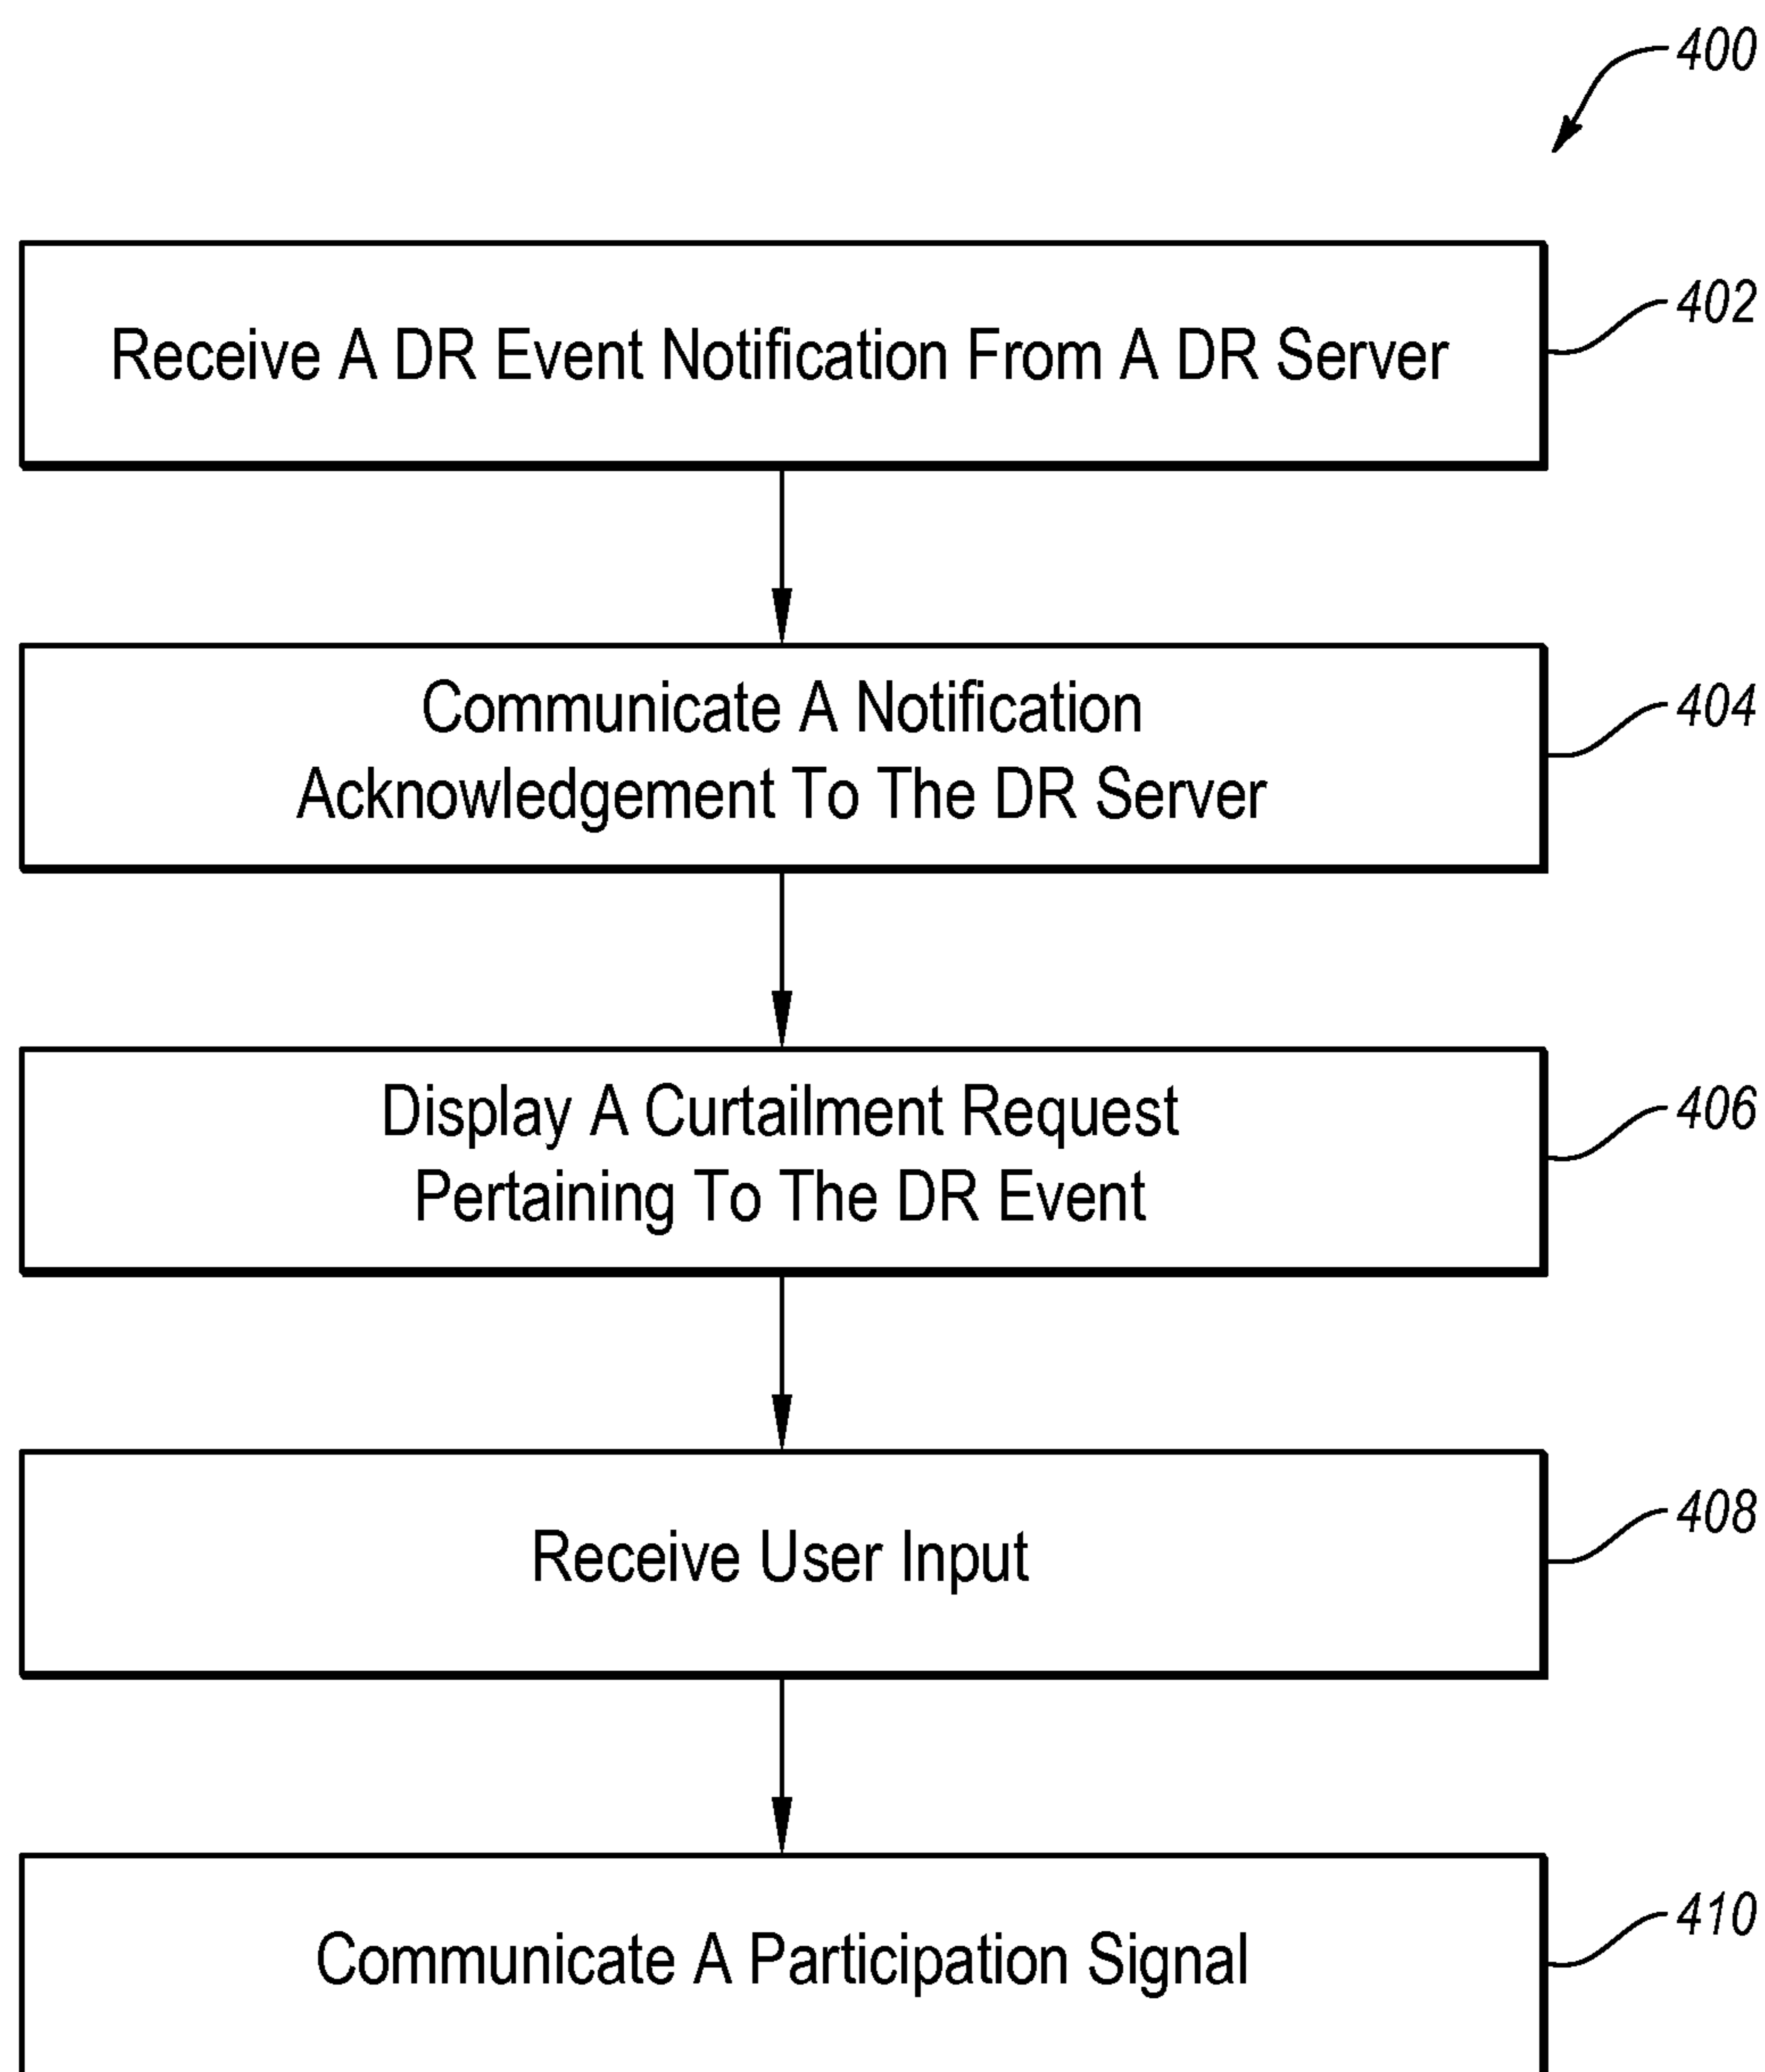 400
Receive A DR Event Notification From A DR Server
402
Communicate A Notification
Acknowledgement To The DR Server
404
Display A Curtailment Request
Pertaining To The DR Event
406
Receive User Input
408
Communicate A Participation Signal
410